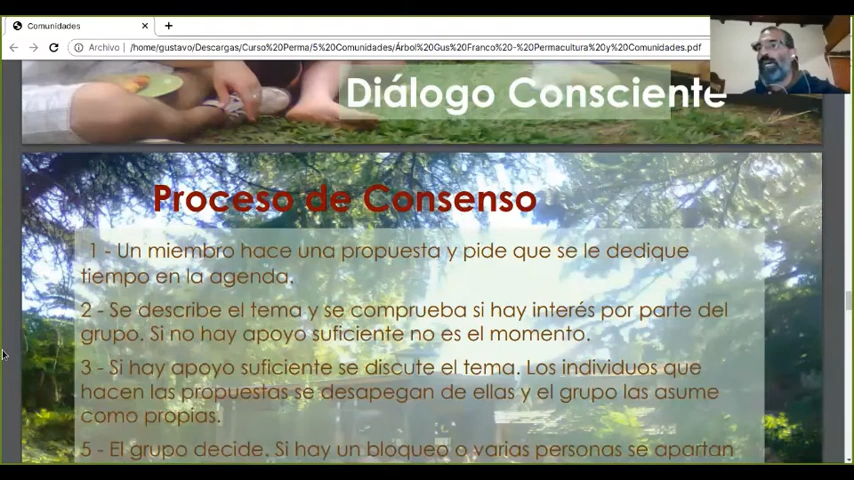 Comunidades
Archivo
/home/gustavo/Descargas/Curso%20Perma/5%20Comunidades/Árbol%20Gus%20Franco%20-%20Permacultura%20y%20Comunidades.pdf
Diálogo Consciente
Proceso de Consenso
1 - Un miembro hace una propuesta y pide que se le dedique
tiempo en la agenda.
2 - Se describe el tema y se comprueba si hay interés por parte del
grupo. Si no hay apoyo suficiente no es el momento.
3 - Si hay apoyo suficiente se discute el tema. Los individuos que
hacen las propuestas se desapegan de ellas y el grupo las asume
como propias.
5 - El grupo decide. Si hay un bloqueo o varias personas se apartan